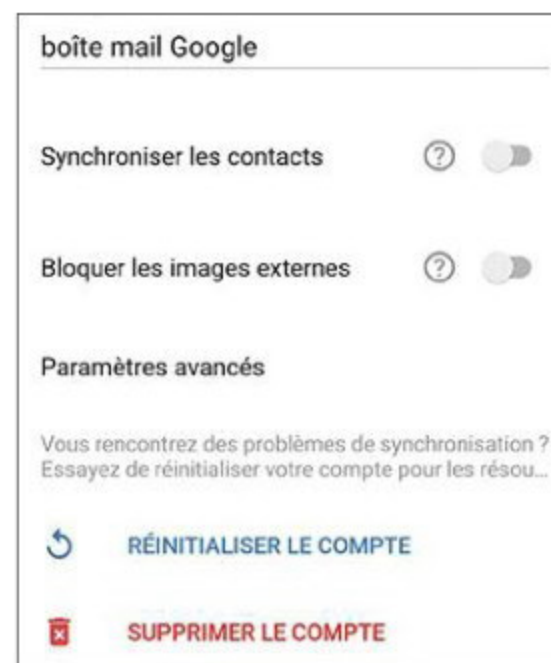 boîte mail Google
Synchroniser les contacts
Bloquer les images externes
Paramètres avancés
Vous rencontrez des problèmes de synchronisation ?
Essayez de réinitialiser votre compte pour les résou...
RÉINITIALISER LE COMPTE
SUPPRIMER LE COMPTE